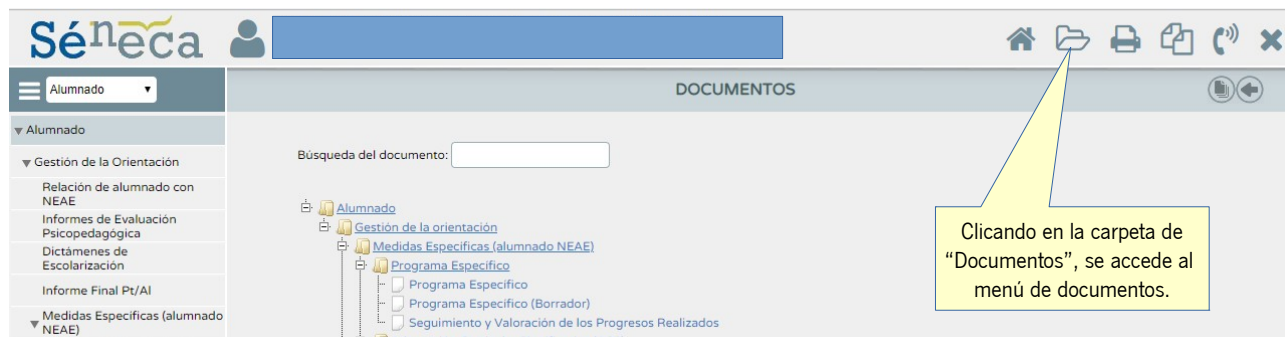 Séneca
Alumnado
DOCUMENTOS
Alumnado
Gestión de la Orientación
Relación de alumnado con
NEAE
Informes de Evaluación
Psicopedagógica
Dictámenes de
Escolarización
Informe Final Pt/Al
Medidas Específicas (alumnado
NEAE)
Búsqueda del documento:
Alumnado
Gestión de la orientación
Medidas Específicas (alumnado NEAE)
Programa Específico
Programa Específico
Programa Específico (Borrador)
Seguimiento y Valoración de los Progresos Realizados
Clicando en la carpeta de
“Documentos”, se accede al
menú de documentos.